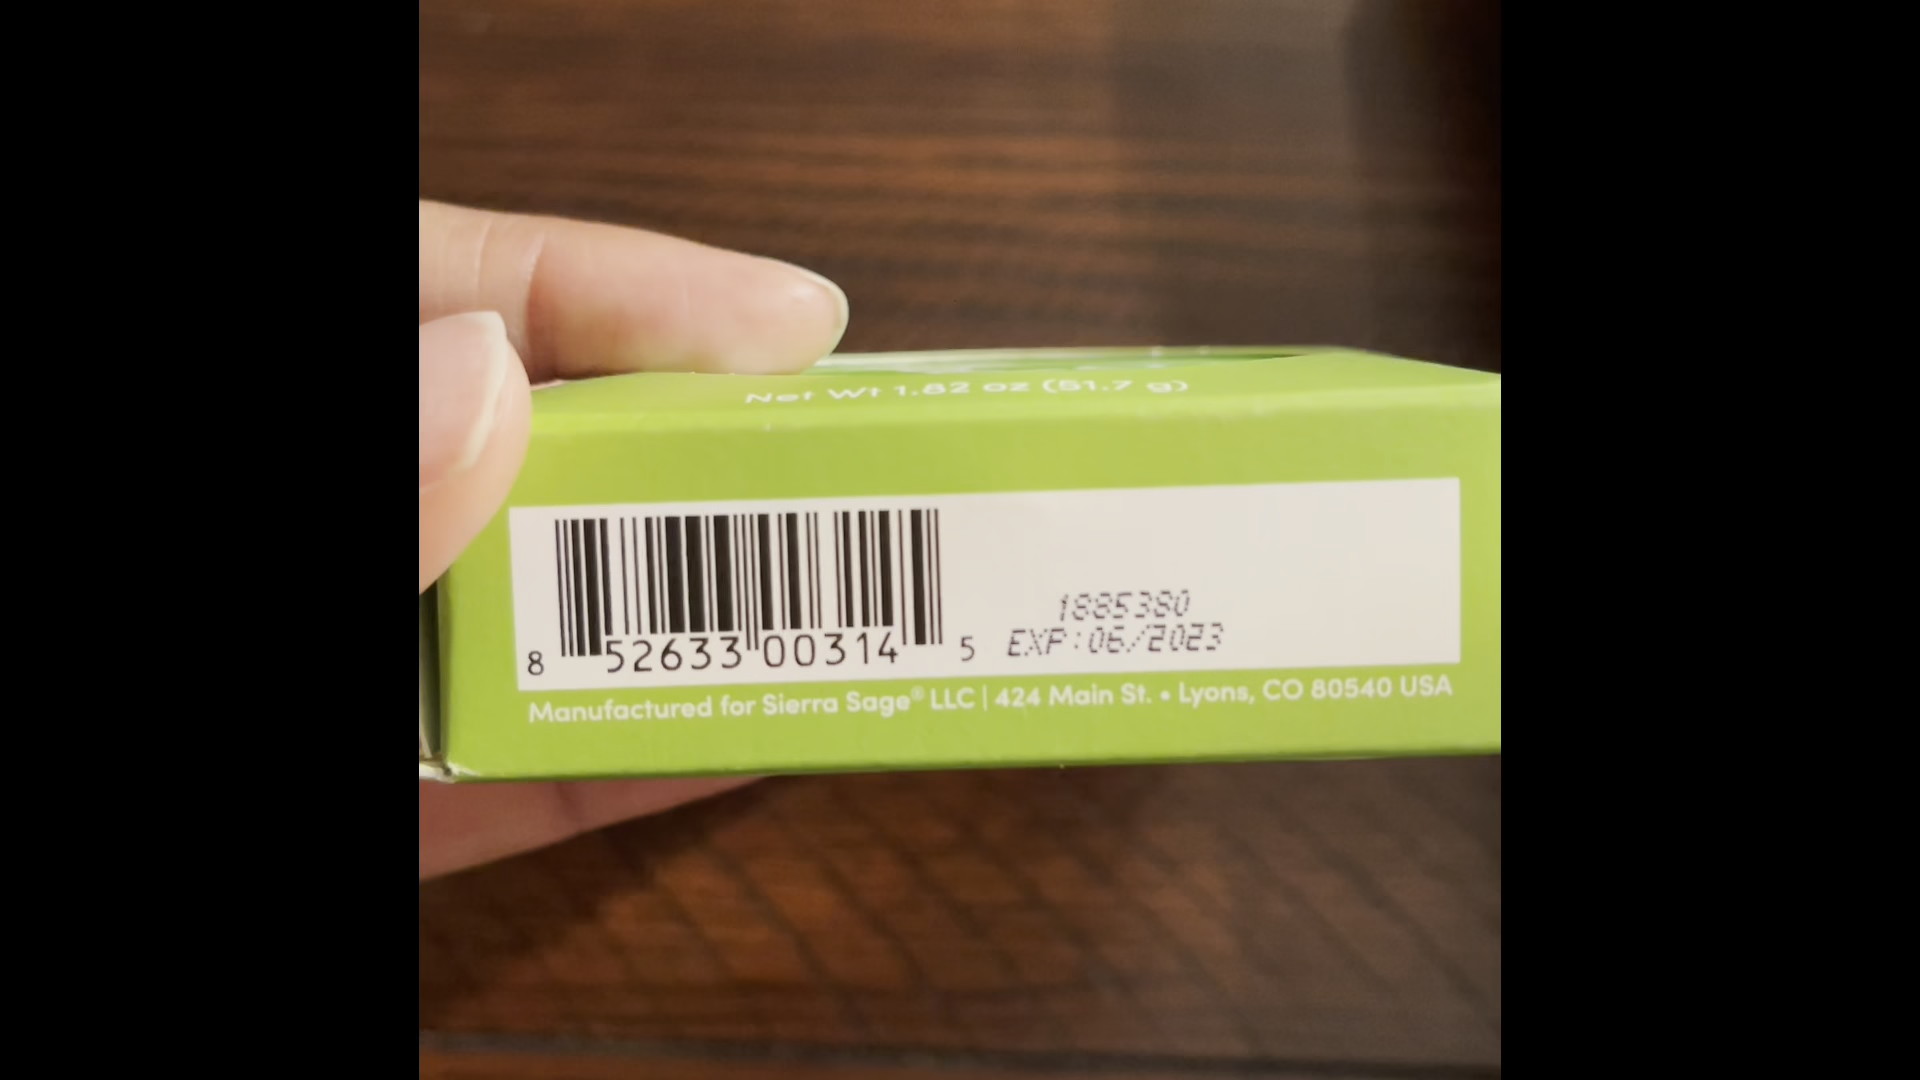 Net Wt 1.82 oz (51.7 g)
8 52633 00314 5
1885380
EXP:06/2023
Manufactured for Sierra Sage® LLC | 424 Main St. • Lyons, CO 80540 USA